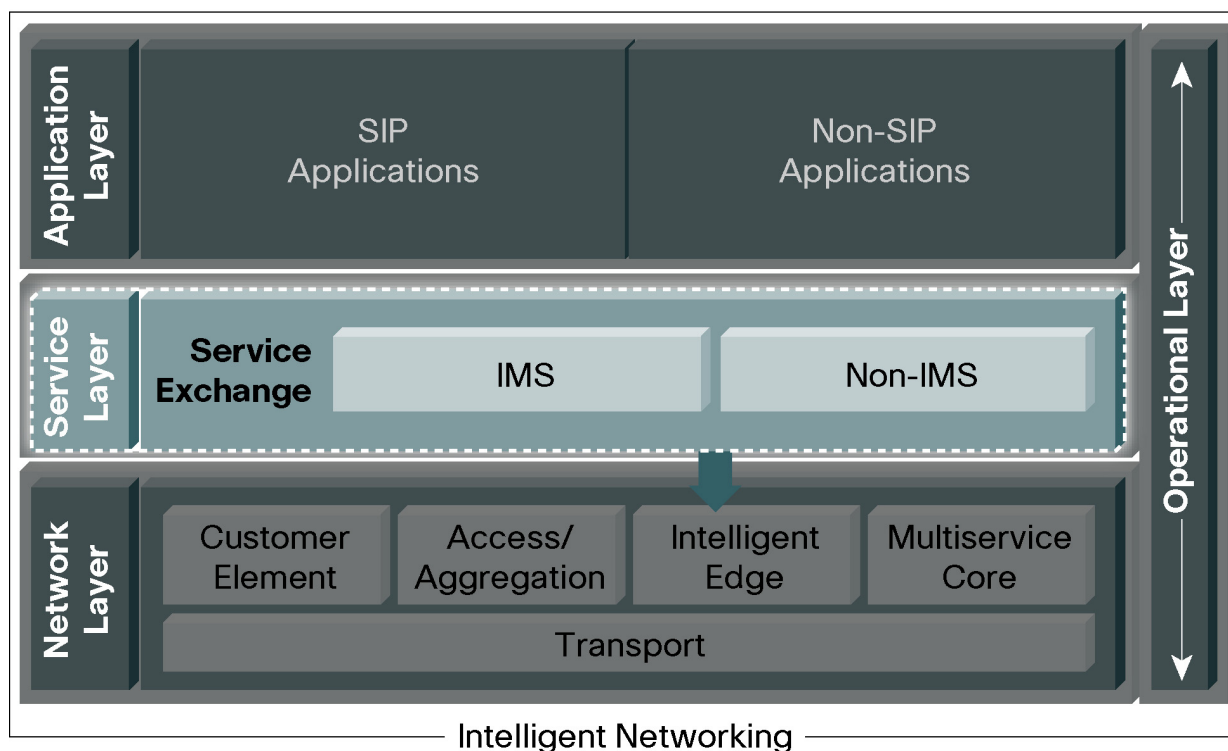 Application
Layer
SIP
Applications
Non-SIP
Applications
Service
Layer
Service
Exchange
IMS
Non-IMS
Network
Layer
Customer
Element
Access/
Aggregation
Intelligent
Edge
Multiservice
Core
Transport
Operational Layer
Intelligent Networking